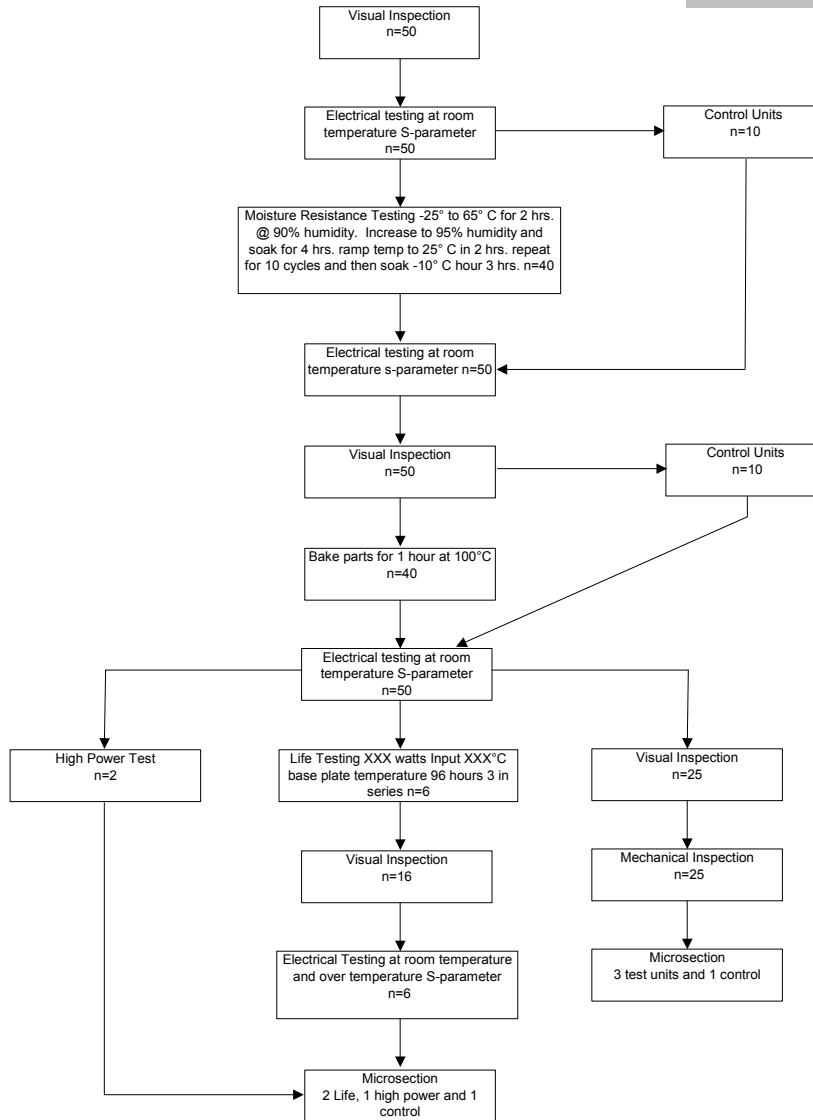 Visual Inspection
n=50
Electrical testing at room
temperature S-parameter
n=50
Control Units
n=10
Moisture Resistance Testing -25° to 65° C for 2 hrs.
@ 90% humidity. Increase to 95% humidity and
soak for 4 hrs. ramp temp to 25° C in 2 hrs. repeat
for 10 cycles and then soak -10° C hour 3 hrs. n=40
Electrical testing at room
temperature s-parameter n=50
Visual Inspection
n=50
Control Units
n=10
Bake parts for 1 hour at 100°C
n=40
Electrical testing at room
temperature S-parameter
n=50
High Power Test
n=2
Life Testing XXX watts Input XXX°C
base plate temperature 96 hours 3 in
series n=6
Visual Inspection
n=25
Visual Inspection
n=16
Mechanical Inspection
n=25
Electrical Testing at room temperature
and over temperature S-parameter
n=6
Microsection
3 test units and 1 control
Microsection
2 Life, 1 high power and 1
control